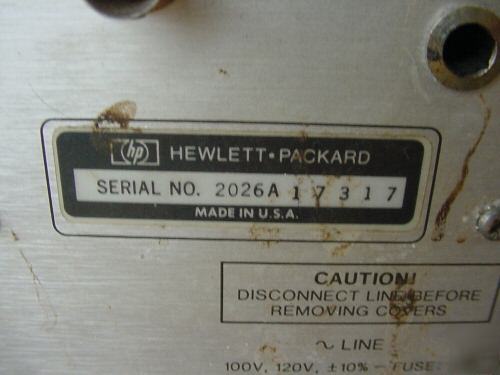 hp HEWLETT•PACKARD
SERIAL NO. 2026A 17317
MADE IN U.S.A.
CAUTION!
DISCONNECT LINE BEFORE
REMOVING COVERS
~ LINE
100V, 120V, ±10% – FUSE: